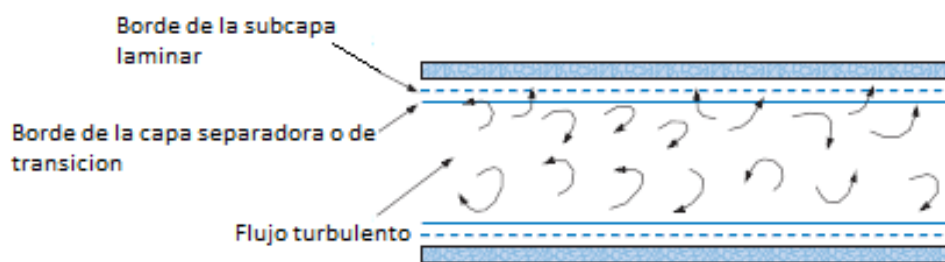 Borde de la subcapa
laminar
Borde de la capa separadora o de
transicion
Flujo turbulento